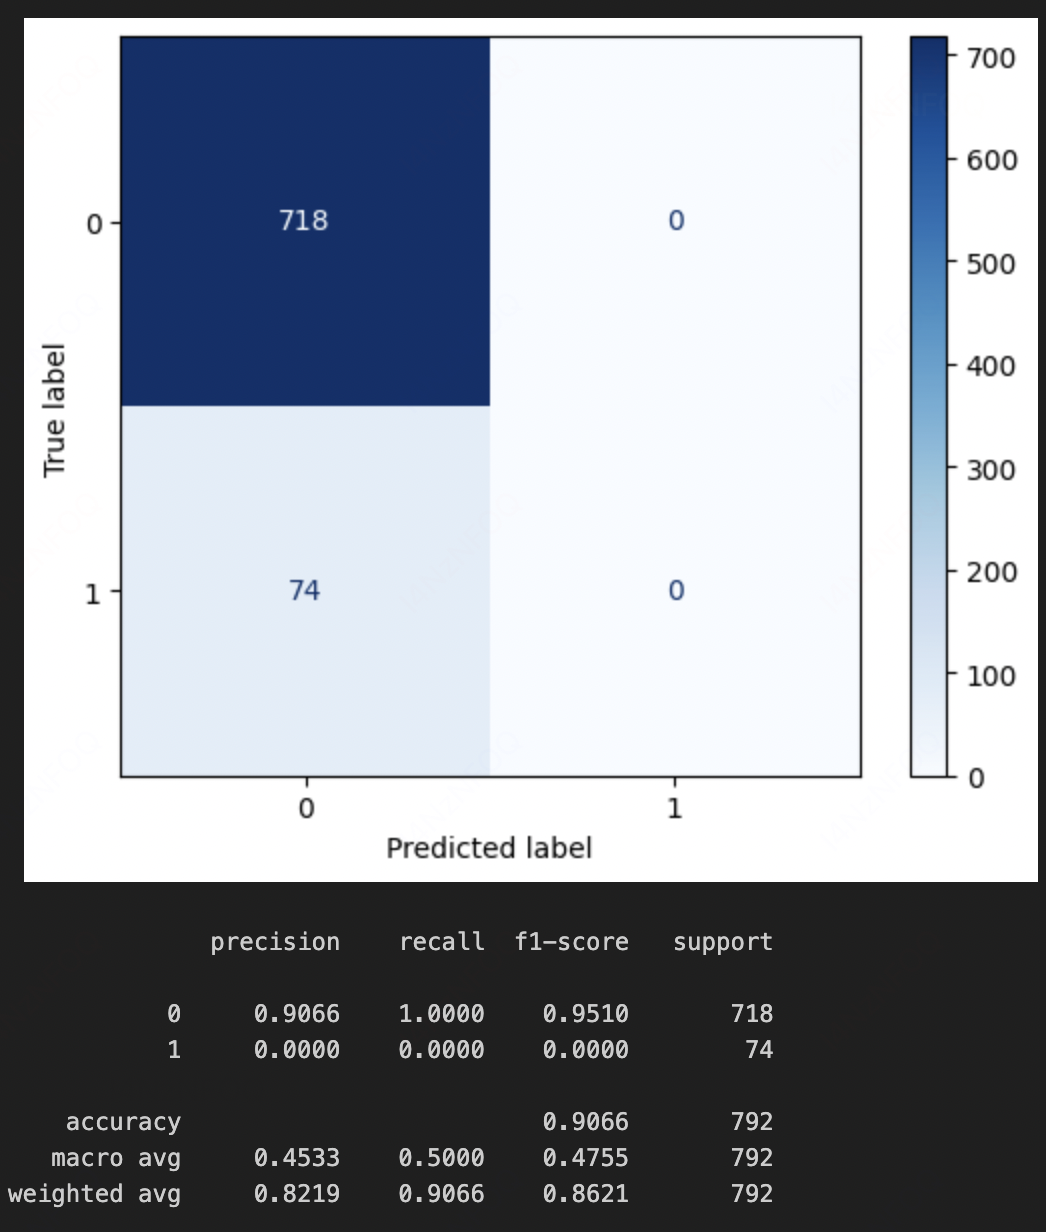 700
600
500
400
300
200
100
0
True label
0
718
0
1
74
0
0
1
Predicted label
precision recall f1-score support
0 0.9066 1.0000 0.9510 718
1 0.0000 0.0000 0.0000 74
accuracy 0.9066 792
macro avg 0.4533 0.5000 0.4755 792
weighted avg 0.8219 0.9066 0.8621 792